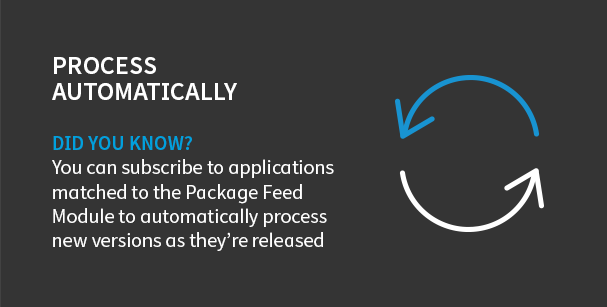 PROCESS
AUTOMATICALLY
DID YOU KNOW?
You can subscribe to applications
matched to the Package Feed
Module to automatically process
new versions as they’re released